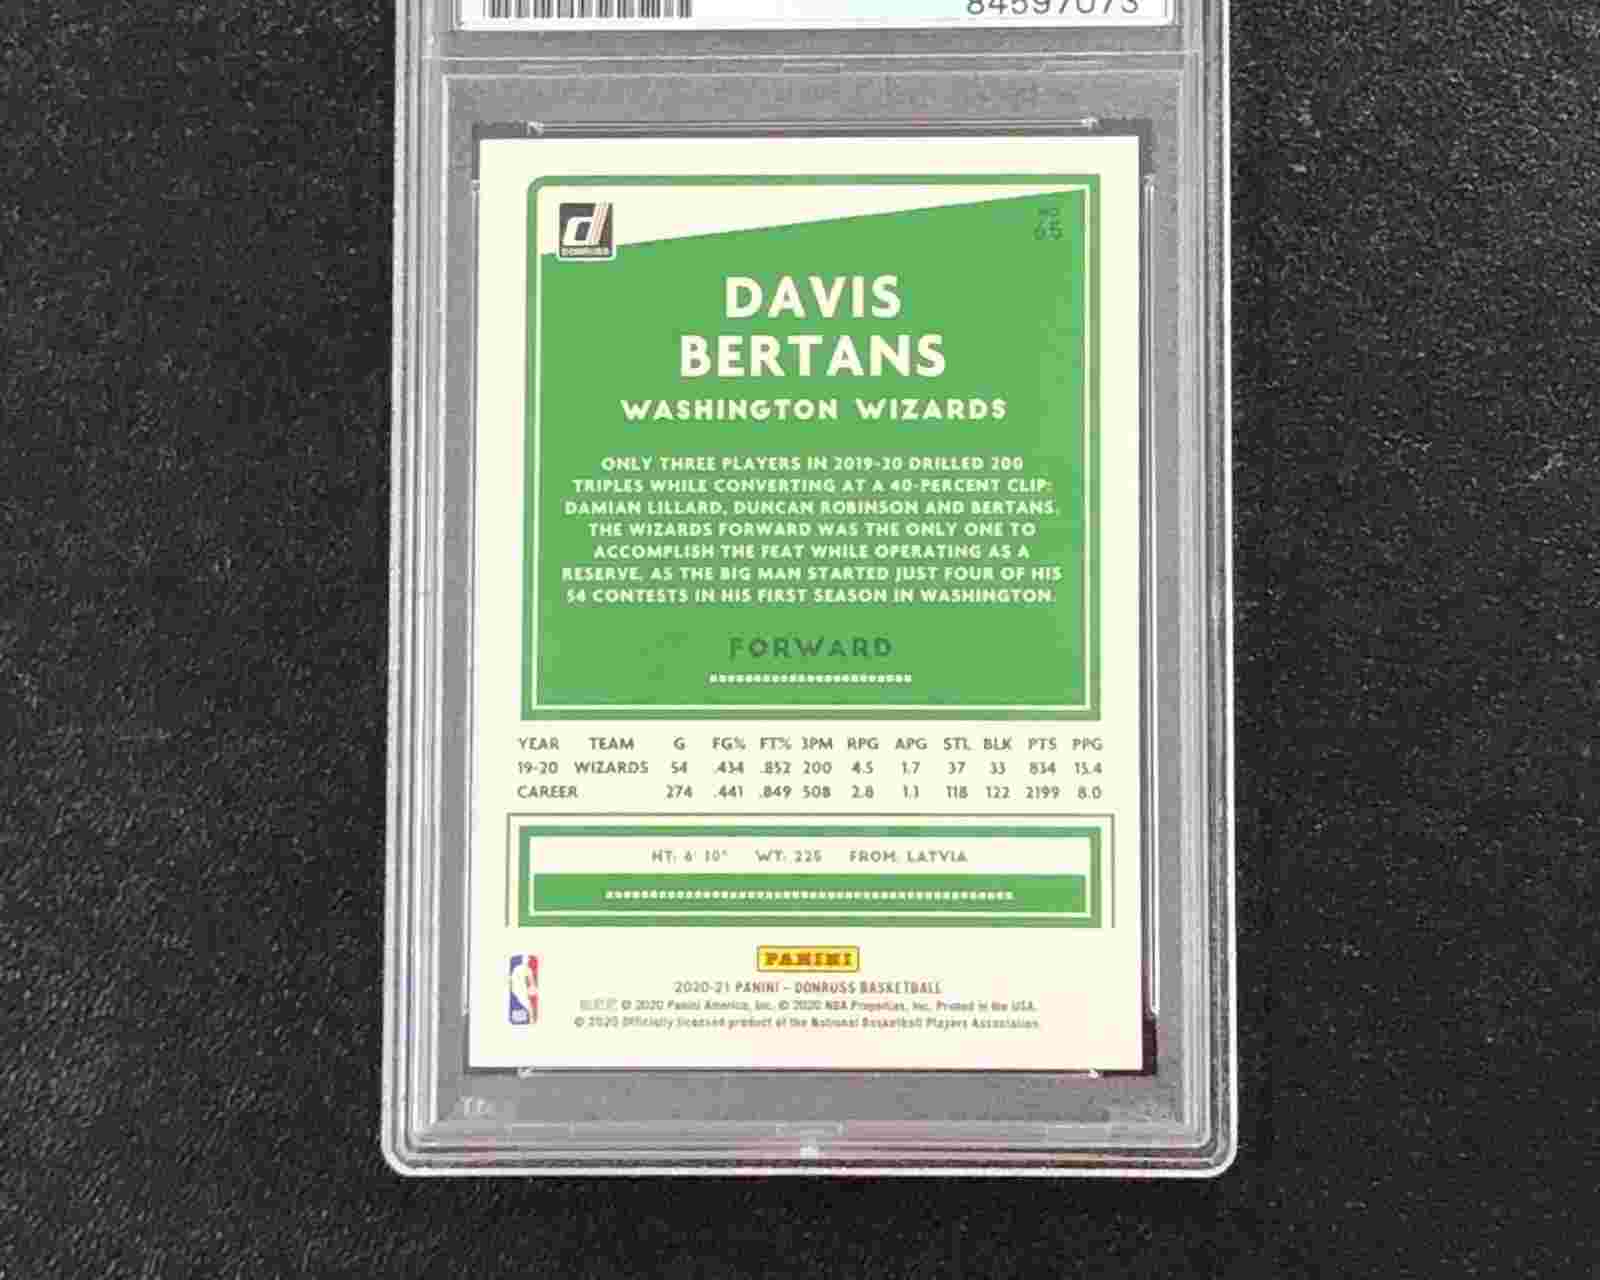 84597073
DONRUSS
NO
65
DAVIS
BERTANS
WASHINGTON WIZARDS
ONLY THREE PLAYERS IN 2019-20 DRILLED 200
TRIPLES WHILE CONVERTING AT A 40-PERCENT CLIP:
DAMIAN LILLARD, DUNCAN ROBINSON AND BERTANS.
THE WIZARDS FORWARD WAS THE ONLY ONE TO
ACCOMPLISH THE FEAT WHILE OPERATING AS A
RESERVE, AS THE BIG MAN STARTED JUST FOUR OF HIS
54 CONTESTS IN HIS FIRST SEASON IN WASHINGTON.
FORWARD
YEAR TEAM G FG% FT% 3PM RPG APG STL BLK PTS PPG
19-20 WIZARDS 54 .434 .852 200 4.5 1.7 37 33 834 15.4
CAREER 274 .441 .849 508 2.8 1.1 118 122 2199 8.0
HT: 6' 10" WT: 225 FROM: LATVIA
PANINI
2020-21 PANINI - DONRUSS BASKETBALL
© 2020 Panini America, Inc. © 2020 NBA Properties, Inc. Printed in the USA.
© 2020 Officially licensed product of the National Basketball Players Association.